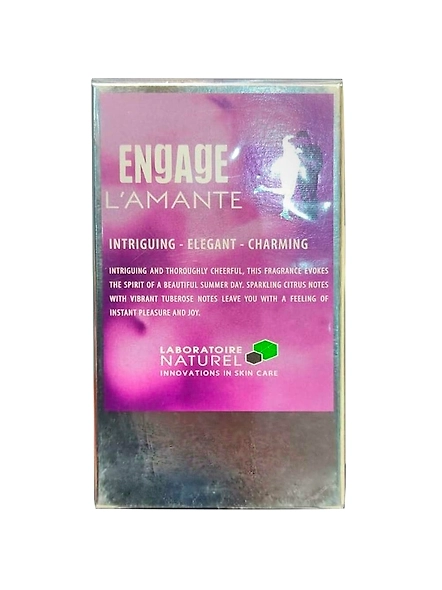 ENgAgE
L'AMANTE
INTRIGUING - ELEGANT - CHARMING
INTRIGUING AND THOROUGHLY CHEERFUL, THIS FRAGRANCE EVOKES
THE SPIRIT OF A BEAUTIFUL SUMMER DAY. SPARKLING CITRUS NOTES
WITH VIBRANT TUBEROSE NOTES LEAVE YOU WITH A FEELING OF
INSTANT PLEASURE AND JOY.
LABORATOIRE
NATUREL
INNOVATIONS IN SKIN CARE